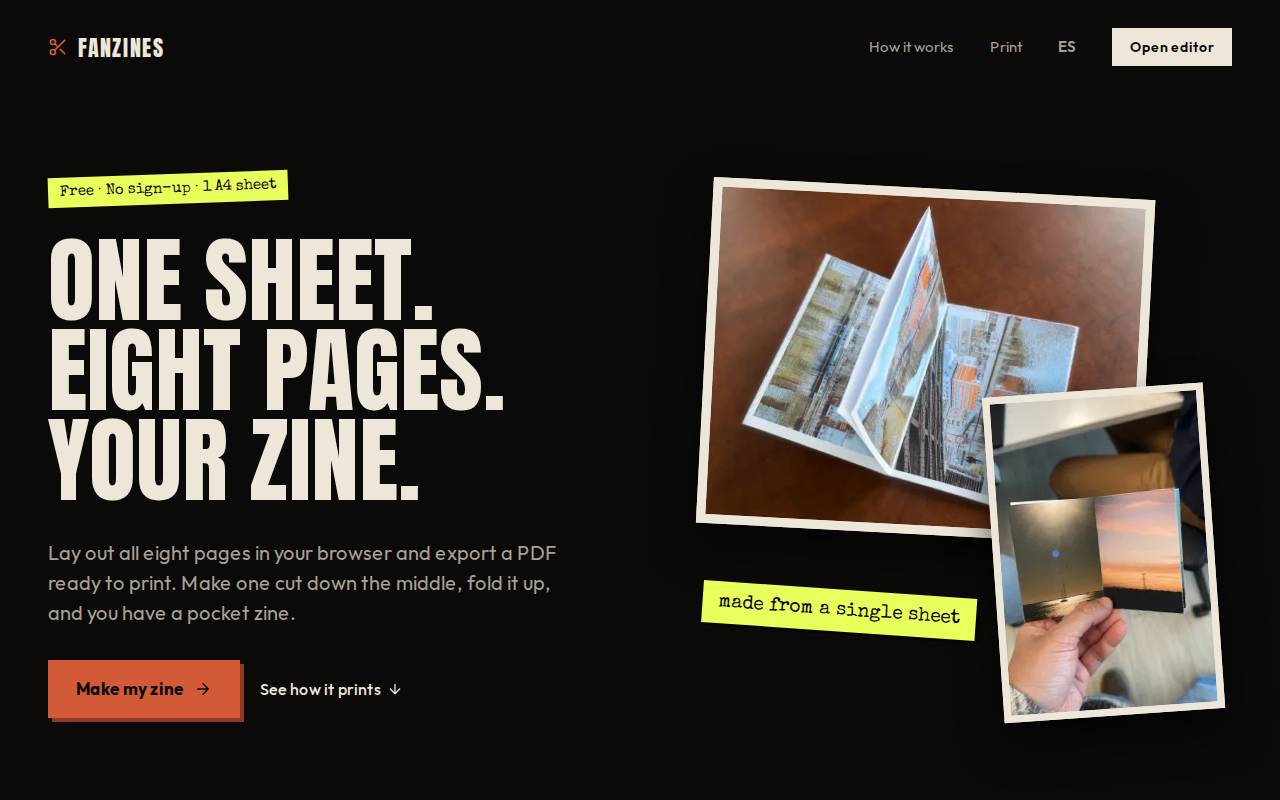 FANZINES
How it works
Print
ES
Open editor
Free · No sign-up · 1 A4 sheet
ONE SHEET.
EIGHT PAGES.
YOUR ZINE.
Lay out all eight pages in your browser and export a PDF
ready to print. Make one cut down the middle, fold it up,
and you have a pocket zine.
Make my zine →
See how it prints ↓
made from a single sheet